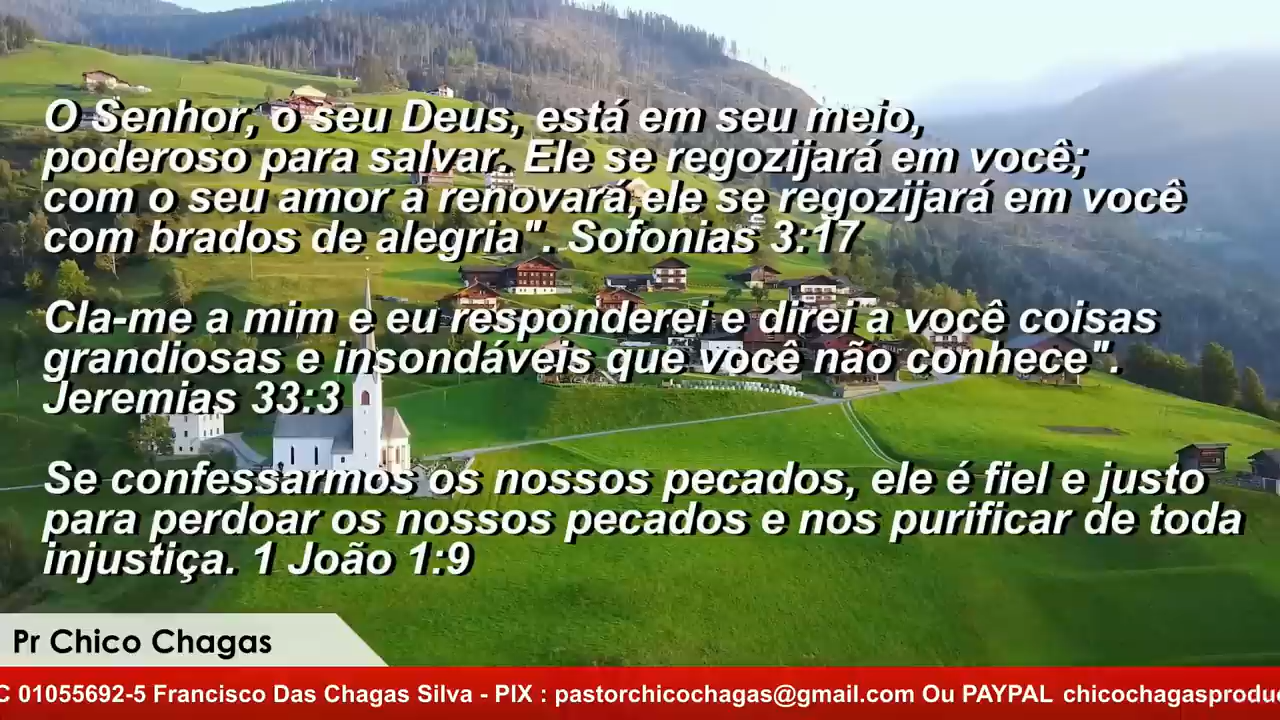 O Senhor, o seu Deus, está em seu meio,
poderoso para salvar. Ele se regozijará em você;
com o seu amor a renovará,ele se regozijará em você
com brados de alegria". Sofonias 3:17
Cla-me a mim e eu responderei e direi a você coisas
grandiosas e insondáveis que você não conhece".
Jeremias 33:3
Se confessarmos os nossos pecados, ele é fiel e justo
para perdoar os nossos pecados e nos purificar de toda
injustiça. 1 João 1:9
Pr Chico Chagas
C 01055692-5 Francisco Das Chagas Silva - PIX : pastorchicochagas@gmail.com Ou PAYPAL chicochagasprodu